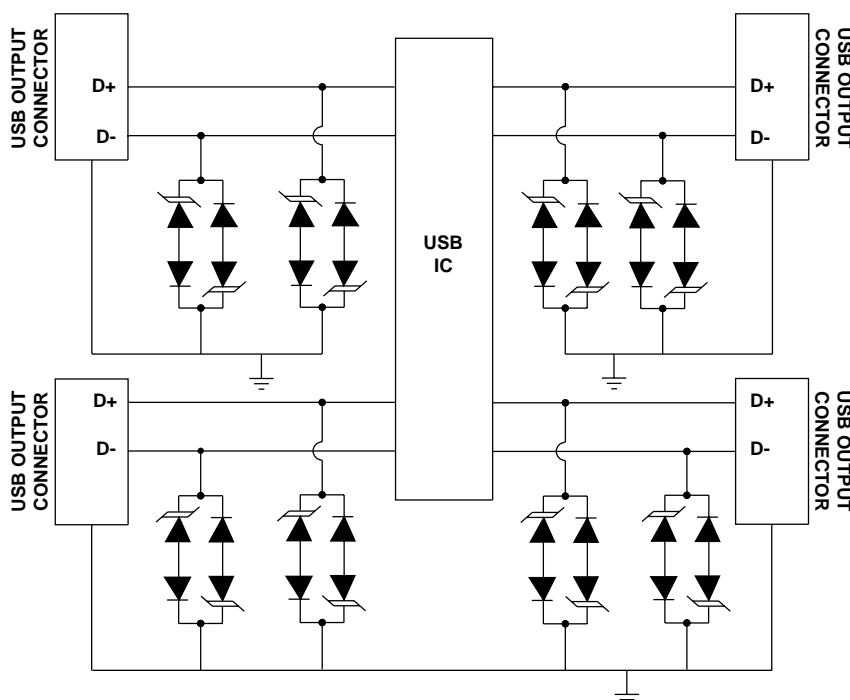 USB OUTPUT
CONNECTOR
D+
D-
USB
IC
D+
D-
USB OUTPUT
CONNECTOR
USB OUTPUT
CONNECTOR
D+
D-
D+
D-
USB OUTPUT
CONNECTOR